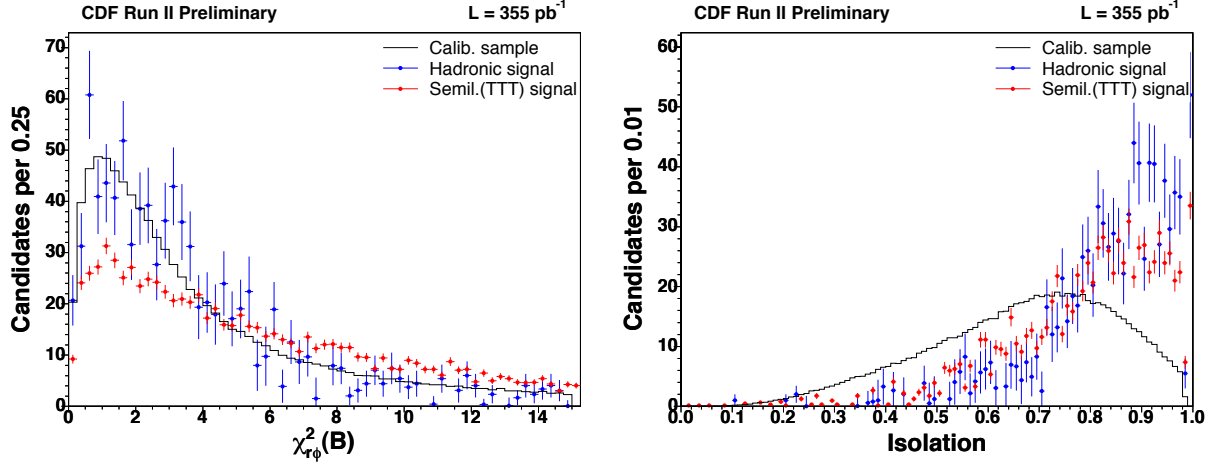 CDF Run II Preliminary L = 355 pb⁻¹
Calib. sample
Hadronic signal
Semil.(TTT) signal
Candidates per 0.25
70
60
50
40
30
20
10
0
0 2 4 6 8 10 12 14
χ²rφ(B)
CDF Run II Preliminary L = 355 pb⁻¹
Calib. sample
Hadronic signal
Semil.(TTT) signal
Candidates per 0.01
60
50
40
30
20
10
0
0.0 0.1 0.2 0.3 0.4 0.5 0.6 0.7 0.8 0.9 1.0
Isolation